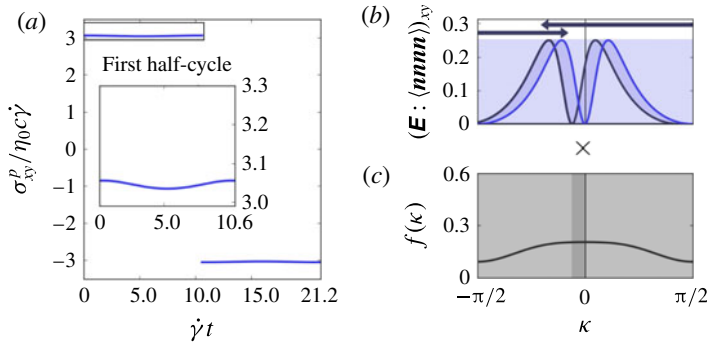 (a)
3
2
1
0
−1
−2
−3
σ^p_xy/η0cγ̇
First half-cycle
3.3
3.2
3.1
3.0
0 5.0 10.6
0 5.0 10.0 15.0 21.2
γ̇ t
(b)
(E : ⟨nnnn⟩)xy
0.3
0.2
0.1
0
×
(c)
f(κ)
0.6
0.3
0
−π/2 0 π/2
κ